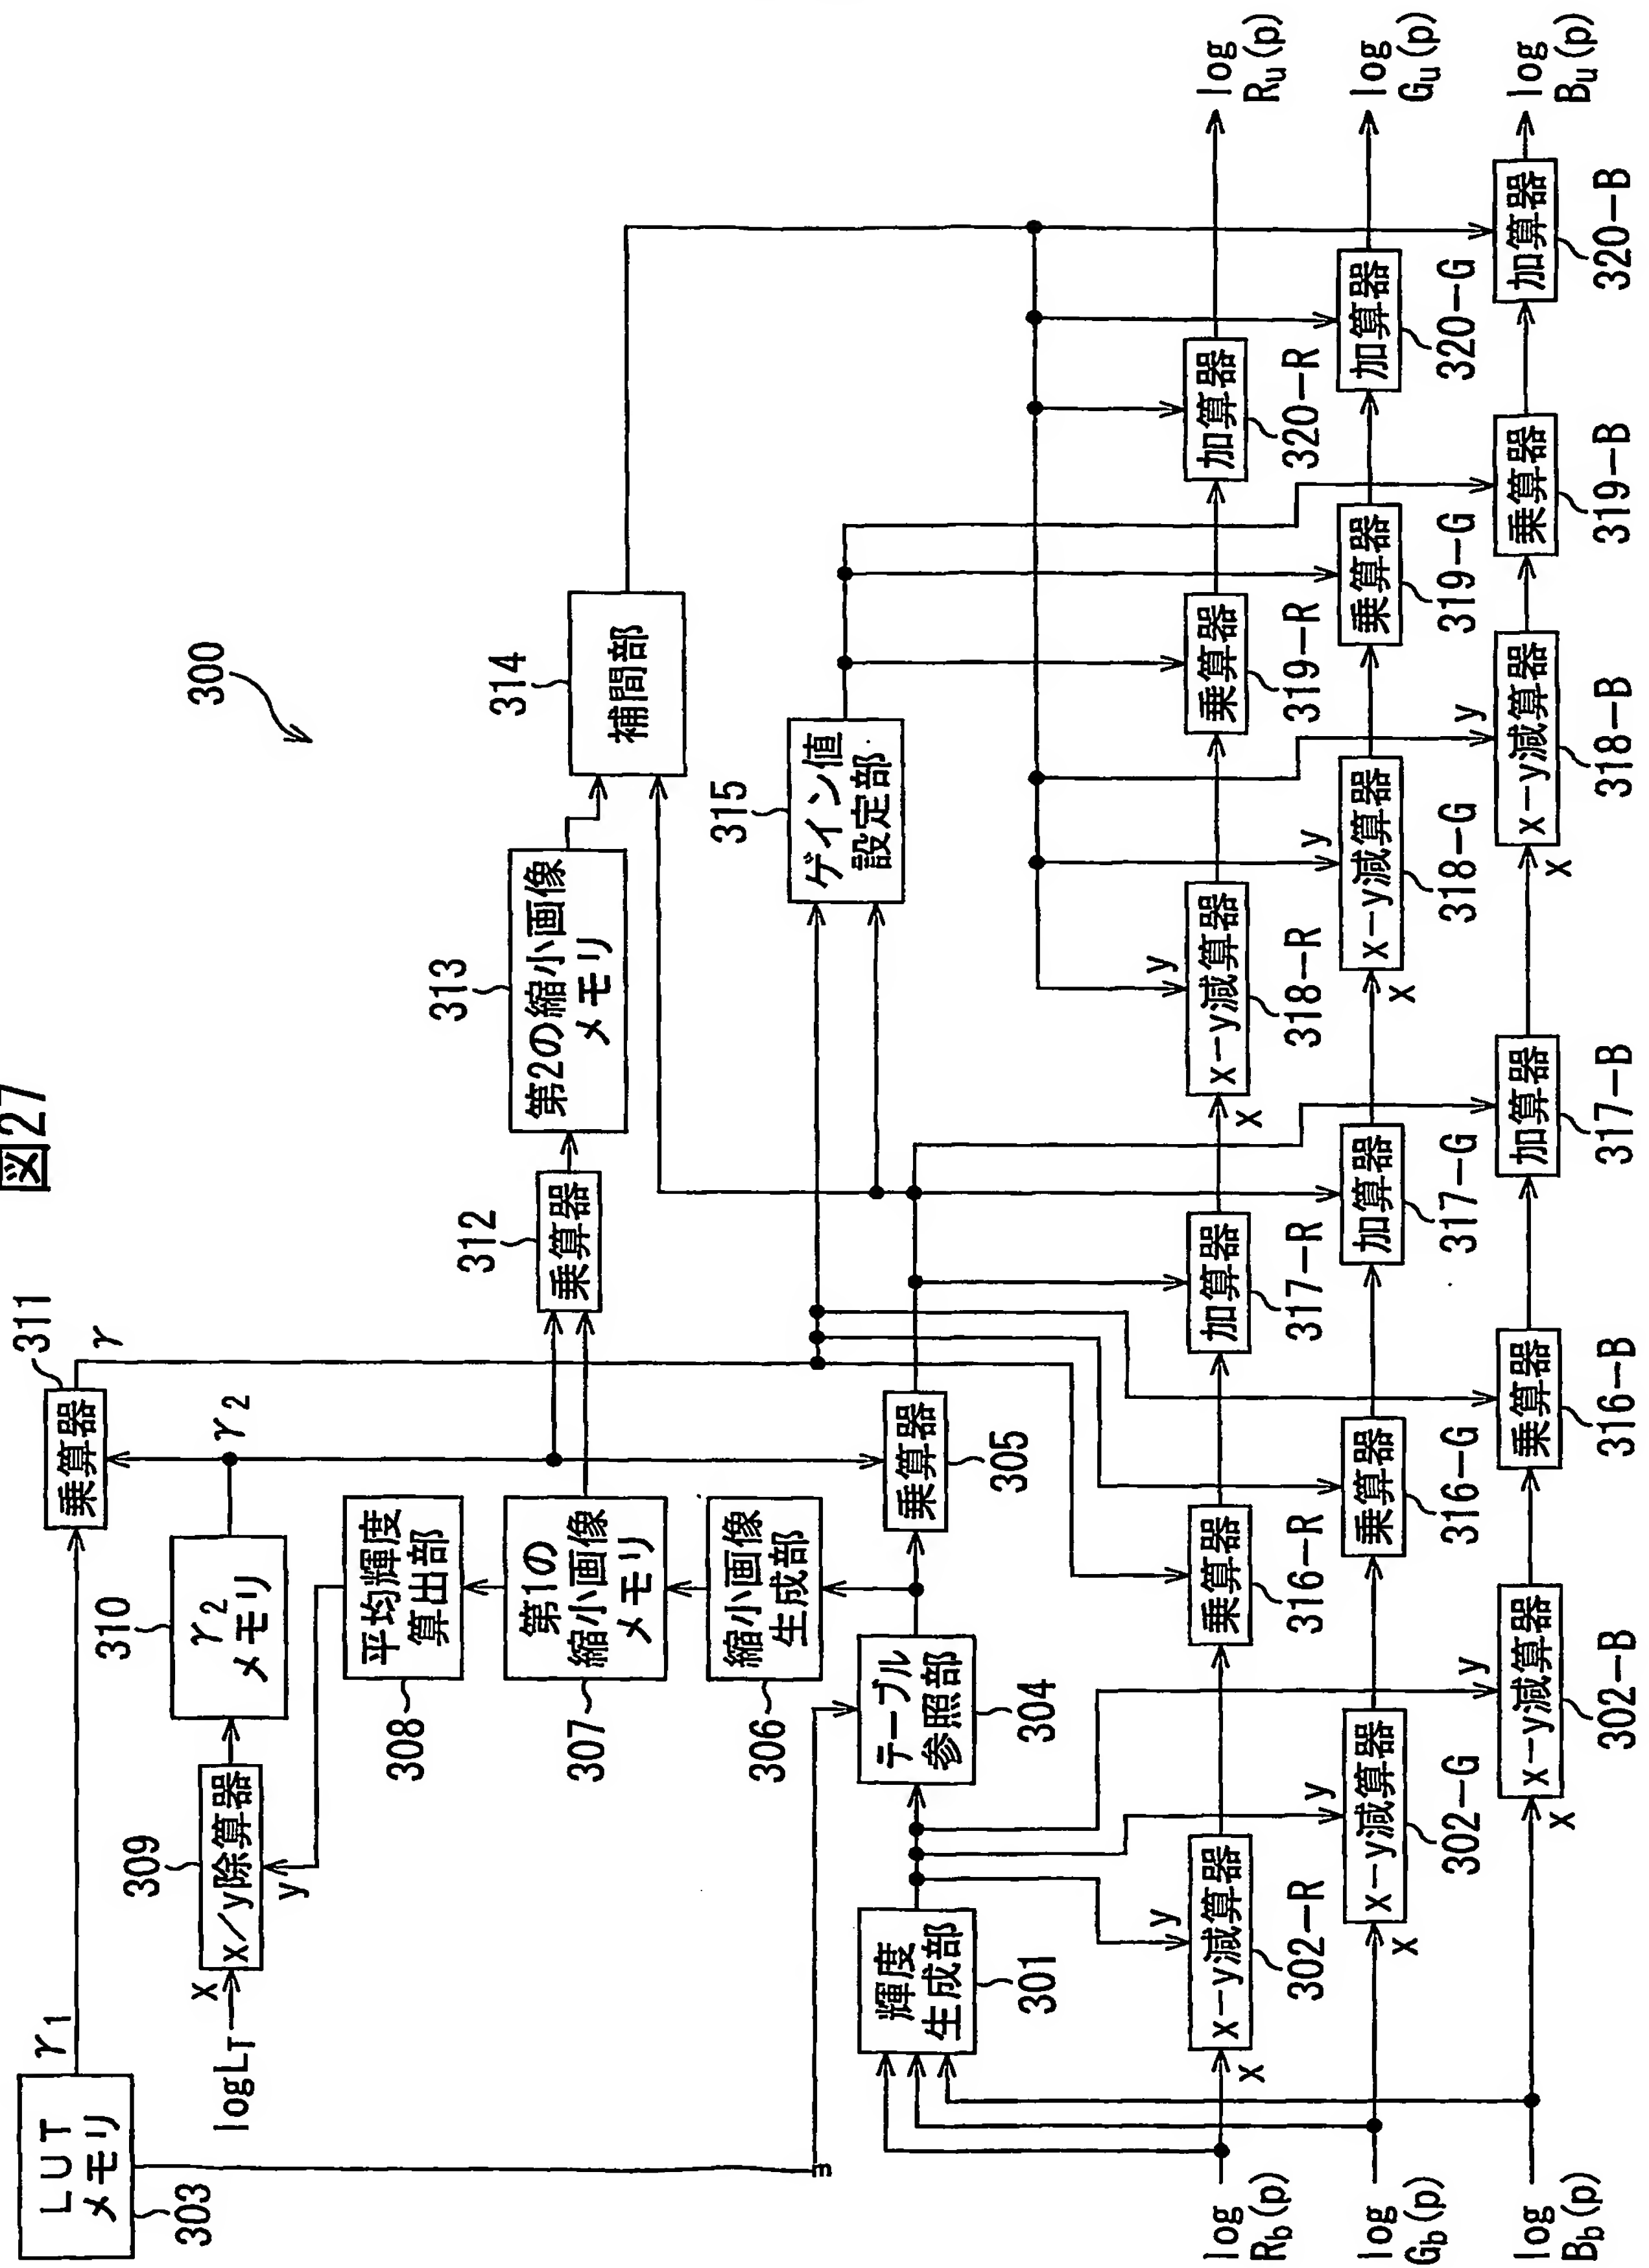 図27
300
LUT
メモリ
303
γ1
乗算器
311
γ
logLT
x
x/y除算器
y
309
γ2
メモリ
310
γ2
平均輝度
算出部
308
第1の
縮小画像
メモリ
307
縮小画像
生成部
306
乗算器
312
第2の縮小画像
メモリ
313
補間部
314
輝度
生成部
301
テーブル
参照部
304
乗算器
305
ゲイン値
設定部
315
log
Rb(p)
x
y
x-y減算器
302-R
乗算器
316-R
加算器
317-R
x
y
x-y減算器
318-R
乗算器
319-R
加算器
320-R
log
Ru(p)
log
Gb(p)
x
y
x-y減算器
302-G
乗算器
316-G
加算器
317-G
x
y
x-y減算器
318-G
乗算器
319-G
加算器
320-G
log
Gu(p)
log
Bb(p)
x
y
x-y減算器
302-B
乗算器
316-B
加算器
317-B
x
y
x-y減算器
318-B
乗算器
319-B
加算器
320-B
log
Bu(p)